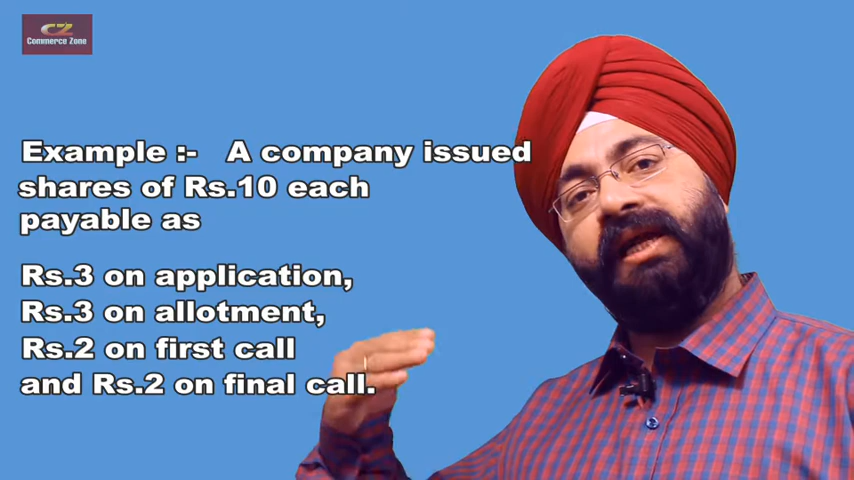 CZ
Commerce Zone
Example :- A company issued
shares of Rs.10 each
payable as
Rs.3 on application,
Rs.3 on allotment,
Rs.2 on first call
and Rs.2 on final call.